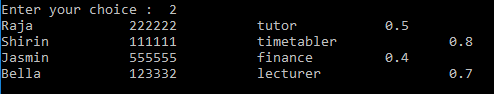 Enter your choice :  2
Raja            222222          tutor           0.5
Shirin          111111          timetabler              0.8
Jasmin          555555          finance         0.4
Bella           123332          lecturer                0.7